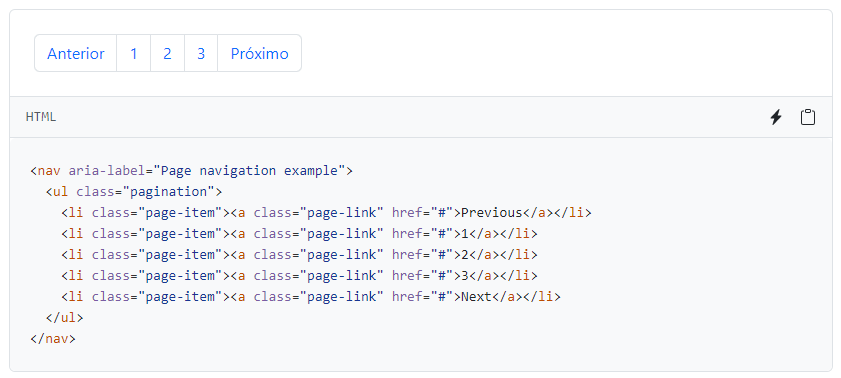 Anterior 1 2 3 Próximo
HTML
<nav aria-label="Page navigation example">
  <ul class="pagination">
    <li class="page-item"><a class="page-link" href="#">Previous</a></li>
    <li class="page-item"><a class="page-link" href="#">1</a></li>
    <li class="page-item"><a class="page-link" href="#">2</a></li>
    <li class="page-item"><a class="page-link" href="#">3</a></li>
    <li class="page-item"><a class="page-link" href="#">Next</a></li>
  </ul>
</nav>